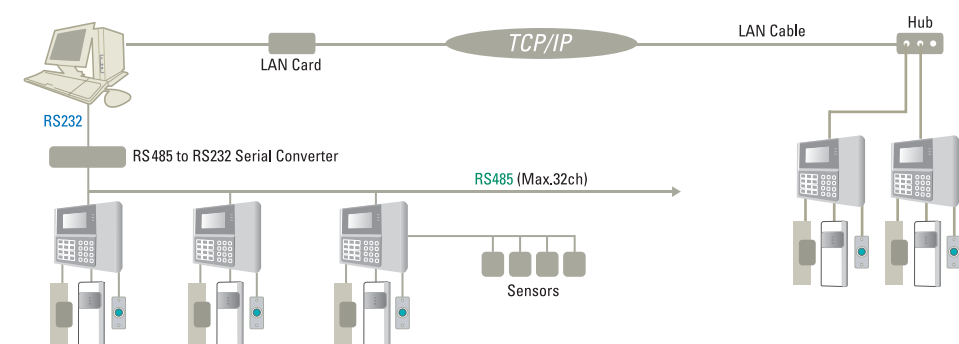 Hub
LAN Cable
TCP/IP
LAN Card
RS232
RS485 to RS232 Serial Converter
RS485 (Max.32ch)
Sensors